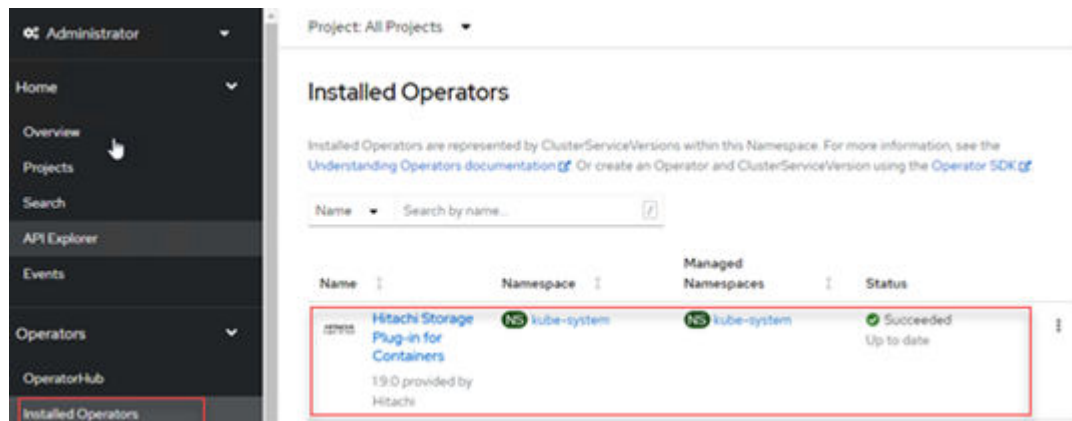 Administrator
Home
Overview
Projects
Search
API Explorer
Events
Operators
OperatorHub
Installed Operators
Project: All Projects
Installed Operators
Installed Operators are represented by ClusterServiceVersions within this Namespace. For more information, see the
Understanding Operators documentation Or create an Operator and ClusterServiceVersion using the Operator SDK
Name Search by name... /
Name Namespace Managed Namespaces Status
HITACHI
Hitachi Storage
Plug-in for
Containers
1.9.0 provided by
Hitachi
NS kube-system
NS kube-system
Succeeded
Up to date